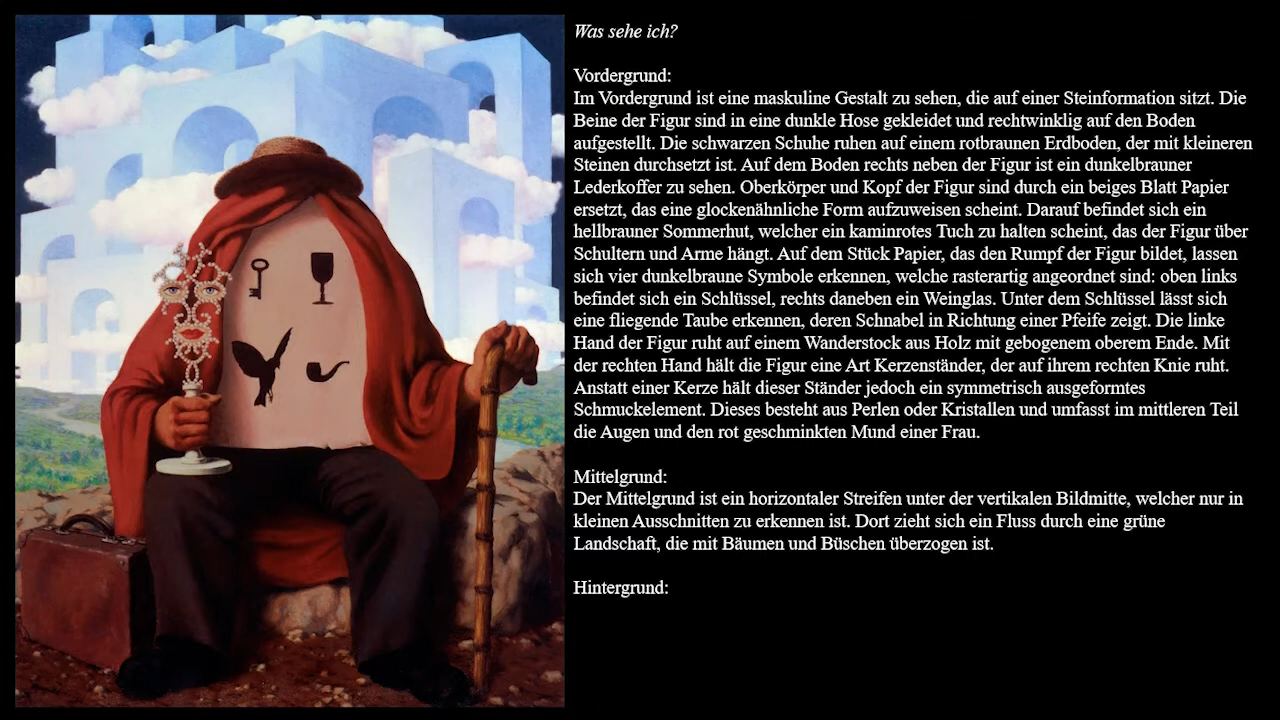 Was sehe ich?
Vordergrund:
Im Vordergrund ist eine maskuline Gestalt zu sehen, die auf einer Steinformation sitzt. Die
Beine der Figur sind in eine dunkle Hose gekleidet und rechtwinklig auf den Boden
aufgestellt. Die schwarzen Schuhe ruhen auf einem rotbraunen Erdboden, der mit kleineren
Steinen durchsetzt ist. Auf dem Boden rechts neben der Figur ist ein dunkelbrauner
Lederkoffer zu sehen. Oberkörper und Kopf der Figur sind durch ein beiges Blatt Papier
ersetzt, das eine glockenähnliche Form aufzuweisen scheint. Darauf befindet sich ein
hellbrauner Sommerhut, welcher ein kaminrotes Tuch zu halten scheint, das der Figur über
Schultern und Arme hängt. Auf dem Stück Papier, das den Rumpf der Figur bildet, lassen
sich vier dunkelbraune Symbole erkennen, welche rasterartig angeordnet sind: oben links
befindet sich ein Schlüssel, rechts daneben ein Weinglas. Unter dem Schlüssel lässt sich
eine fliegende Taube erkennen, deren Schnabel in Richtung einer Pfeife zeigt. Die linke
Hand der Figur ruht auf einem Wanderstock aus Holz mit gebogenem oberem Ende. Mit
der rechten Hand hält die Figur eine Art Kerzenständer, der auf ihrem rechten Knie ruht.
Anstatt einer Kerze hält dieser Ständer jedoch ein symmetrisch ausgeformtes
Schmuckelement. Dieses besteht aus Perlen oder Kristallen und umfasst im mittleren Teil
die Augen und den rot geschminkten Mund einer Frau.
Mittelgrund:
Der Mittelgrund ist ein horizontaler Streifen unter der vertikalen Bildmitte, welcher nur in
kleinen Ausschnitten zu erkennen ist. Dort zieht sich ein Fluss durch eine grüne
Landschaft, die mit Bäumen und Büschen überzogen ist.
Hintergrund: